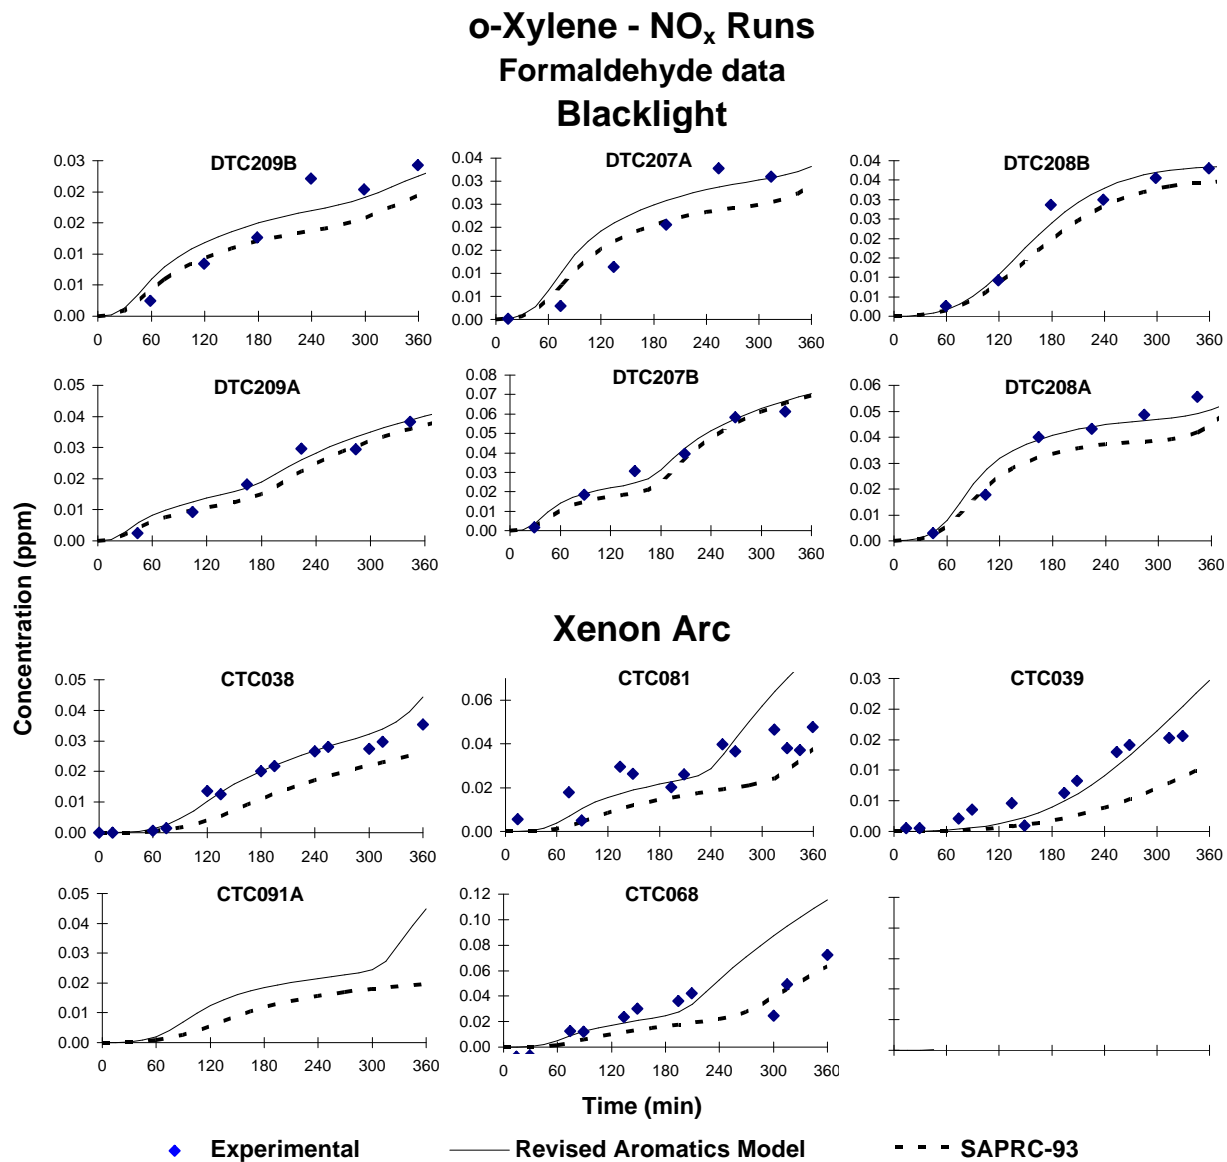 o-Xylene - NOx Runs
Formaldehyde data
Blacklight
DTC209B
0.03
0.02
0.02
0.01
0.01
0.00
0 60 120 180 240 300 360
DTC207A
0.04
0.03
0.03
0.02
0.02
0.01
0.01
0.00
0 60 120 180 240 300 360
DTC208B
0.04
0.03
0.03
0.02
0.02
0.01
0.01
0.00
0 60 120 180 240 300 360
DTC209A
0.05
0.04
0.03
0.02
0.01
0.00
0 60 120 180 240 300 360
DTC207B
0.08
0.07
0.06
0.05
0.04
0.03
0.02
0.01
0.00
0 60 120 180 240 300 360
DTC208A
0.06
0.05
0.04
0.03
0.02
0.01
0.00
0 60 120 180 240 300 360
Concentration (ppm)
Xenon Arc
CTC038
0.05
0.04
0.03
0.02
0.01
0.00
0 60 120 180 240 300 360
CTC081
0.06
0.04
0.02
0.00
0 60 120 180 240 300 360
CTC039
0.03
0.02
0.02
0.01
0.01
0.00
0 60 120 180 240 300 360
CTC091A
0.05
0.04
0.03
0.02
0.01
0.00
0 60 120 180 240 300 360
CTC068
0.12
0.10
0.08
0.06
0.04
0.02
0.00
0 60 120 180 240 300 360
Time (min)
Experimental Revised Aromatics Model SAPRC-93